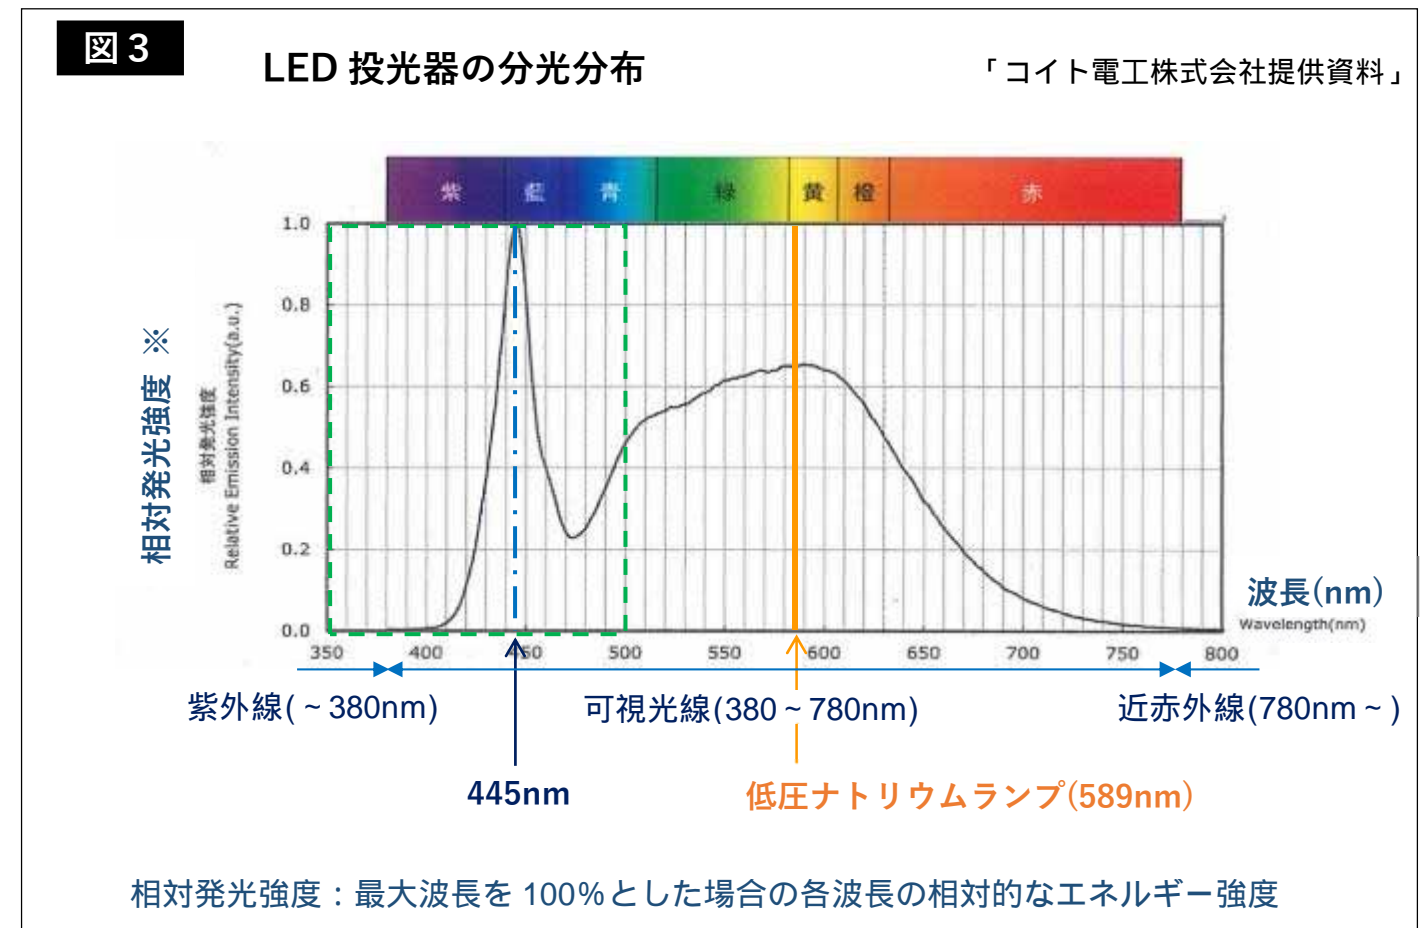 図3
LED 投光器の分光分布
「コイト電工株式会社提供資料」
紫 藍 青 緑 黄 橙 赤
1.0
0.8
0.6
0.4
0.2
0.0
相対発光強度 ※
相対発光強度
Relative Emission Intensity(a.u.)
350 400 450 500 550 600 650 700 750 800
波長(nm)
Wavelength(nm)
紫外線(~380nm)
可視光線(380~780nm)
近赤外線(780nm~)
445nm
低圧ナトリウムランプ(589nm)
相対発光強度：最大波長を 100%とした場合の各波長の相対的なエネルギー強度